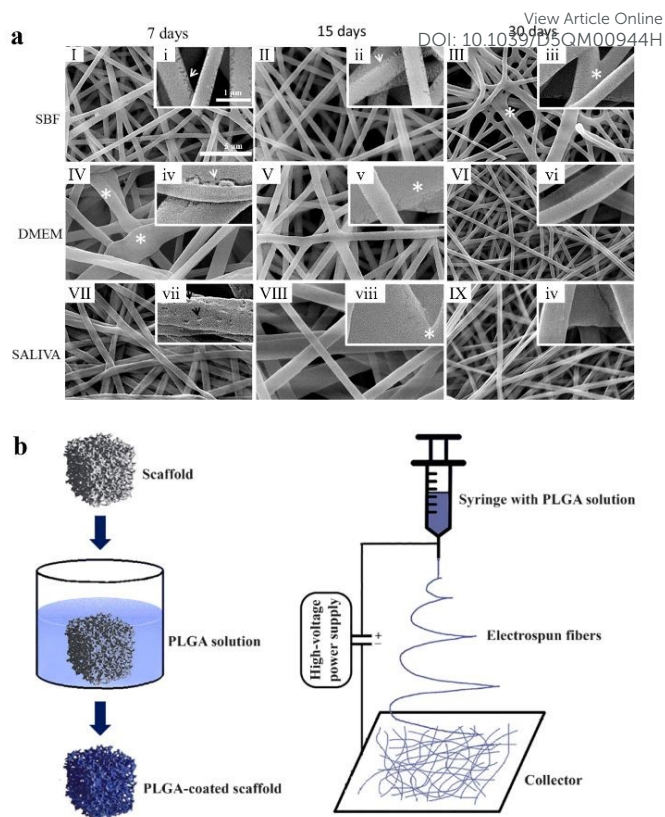 View Article Online
DOI: 10.1039/D5QM00944H
a
7 days
15 days
30 days
SBF
I
i
1 µm
5 µm
II
ii
III
iii
*
*
DMEM
IV
iv
*
*
V
v
*
VI
vi
SALIVA
VII
vii
VIII
viii
*
IX
iv
b
Scaffold
PLGA solution
PLGA-coated scaffold
Syringe with PLGA solution
High-voltage
power supply
+
−
Electrospun fibers
Collector